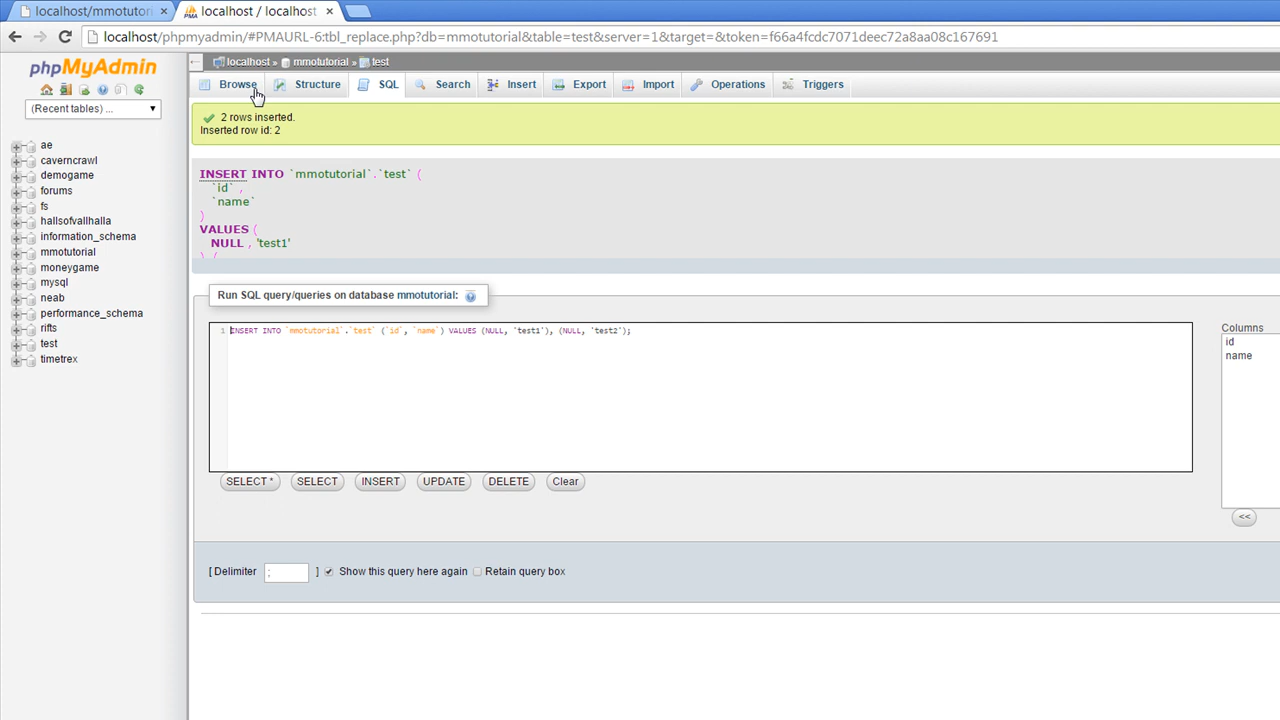 localhost/mmotutori ×
localhost / localhost ×
localhost/phpmyadmin/#PMAURL-6:tbl_replace.php?db=mmotutorial&table=test&server=1&target=&token=f66a4fcdc7071deec72a8aa08c167691
phpMyAdmin
(Recent tables) ...
ae
caverncrawl
demogame
forums
fs
hallsofvallhalla
information_schema
mmotutorial
moneygame
mysql
neab
performance_schema
rifts
test
timetrex
localhost » mmotutorial » test
Browse Structure SQL Search Insert Export Import Operations Triggers
2 rows inserted.
Inserted row id: 2
INSERT INTO `mmotutorial`.`test` (
`id` ,
`name`
)
VALUES (
NULL , 'test1'
) , (
Run SQL query/queries on database mmotutorial:
1 INSERT INTO `mmotutorial`.`test` (`id`, `name`) VALUES (NULL, 'test1'), (NULL, 'test2');
Columns
id
name
SELECT * SELECT INSERT UPDATE DELETE Clear
<<
[ Delimiter ; ] Show this query here again Retain query box